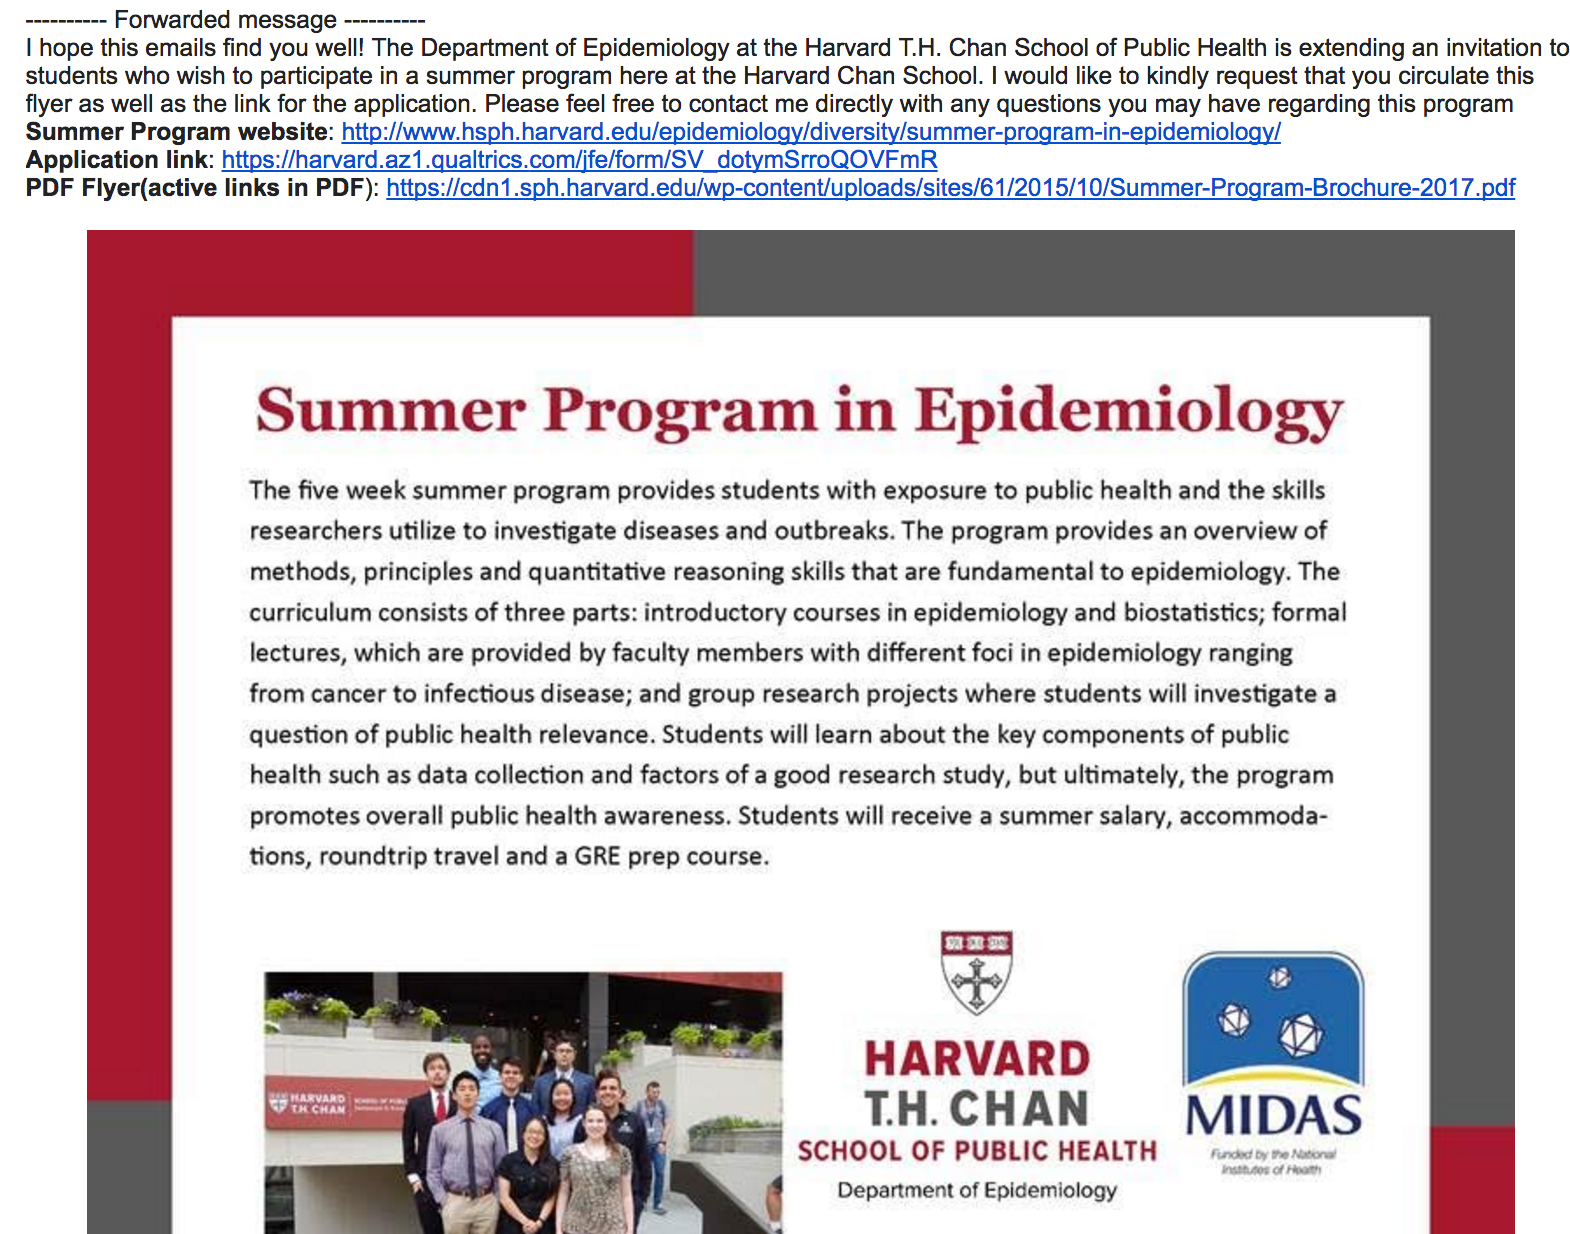 ---------- Forwarded message ----------
I hope this emails find you well! The Department of Epidemiology at the Harvard T.H. Chan School of Public Health is extending an invitation to
students who wish to participate in a summer program here at the Harvard Chan School. I would like to kindly request that you circulate this
flyer as well as the link for the application. Please feel free to contact me directly with any questions you may have regarding this program
Summer Program website: http://www.hsph.harvard.edu/epidemiology/diversity/summer-program-in-epidemiology/
Application link: https://harvard.az1.qualtrics.com/jfe/form/SV_dotymSrroQOVFmR
PDF Flyer(active links in PDF): https://cdn1.sph.harvard.edu/wp-content/uploads/sites/61/2015/10/Summer-Program-Brochure-2017.pdf
Summer Program in Epidemiology
The five week summer program provides students with exposure to public health and the skills
researchers utilize to investigate diseases and outbreaks. The program provides an overview of
methods, principles and quantitative reasoning skills that are fundamental to epidemiology. The
curriculum consists of three parts: introductory courses in epidemiology and biostatistics; formal
lectures, which are provided by faculty members with different foci in epidemiology ranging
from cancer to infectious disease; and group research projects where students will investigate a
question of public health relevance. Students will learn about the key components of public
health such as data collection and factors of a good research study, but ultimately, the program
promotes overall public health awareness. Students will receive a summer salary, accommoda-
tions, roundtrip travel and a GRE prep course.
HARVARD
T.H. CHAN
HARVARD
T.H. CHAN
SCHOOL OF PUBLIC HEALTH
Department of Epidemiology
MIDAS
Funded by the National
Institutes of Health